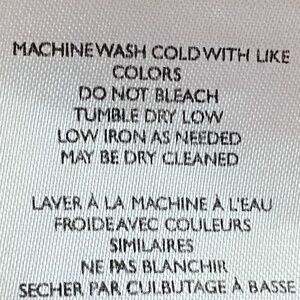 MACHINE WASH COLD WITH LIKE
COLORS
DO NOT BLEACH
TUMBLE DRY LOW
LOW IRON AS NEEDED
MAY BE DRY CLEANED
LAVER À LA MACHINE À L'EAU
FROIDE AVEC COULEURS
SIMILAIRES
NE PAS BLANCHIR
SECHER PAR CULBUTAGE À BASSE